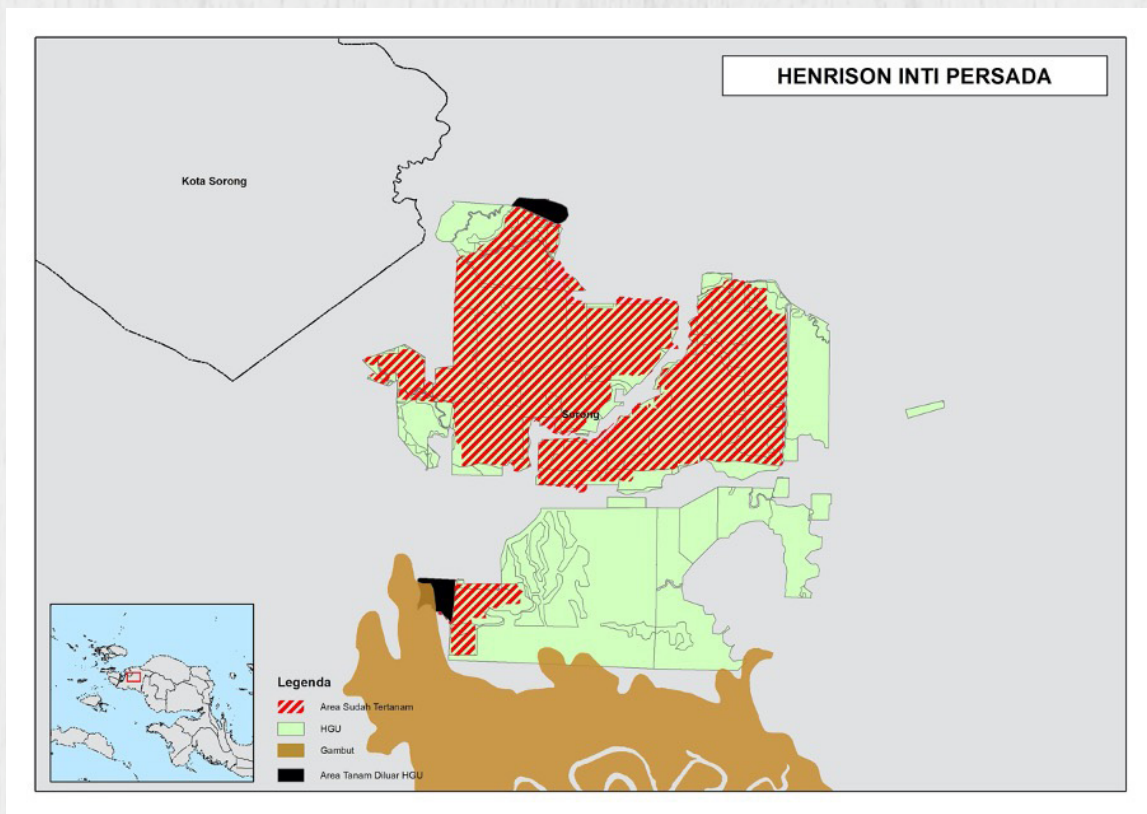 HENRISON INTI PERSADA
Kota Sorong
Sorong
Legenda
Area Sudah Tertanam
HGU
Gambut
Area Tanam Diluar HGU